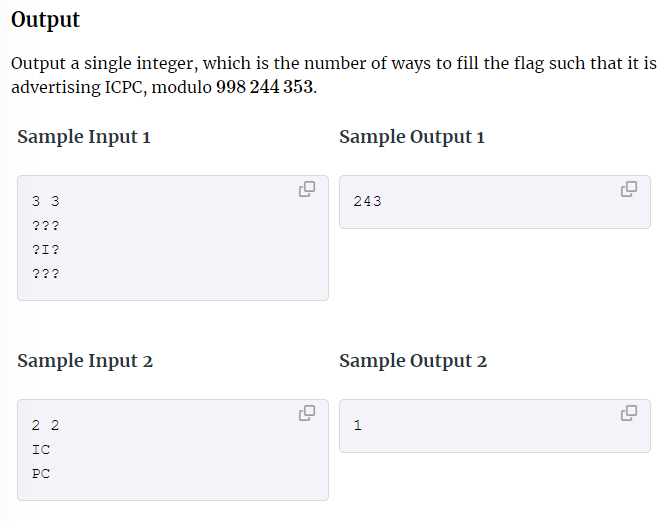 Output
Output a single integer, which is the number of ways to fill the flag such that it is
advertising ICPC, modulo 998 244 353.
Sample Input 1
Sample Output 1
3 3
???
?I?
???
243
Sample Input 2
Sample Output 2
2 2
IC
PC
1